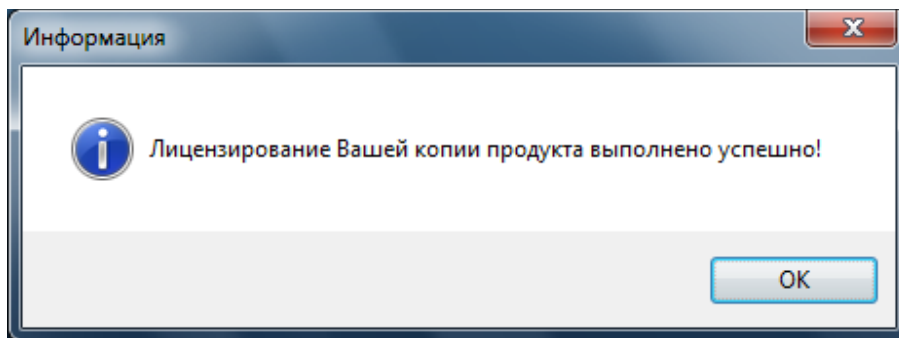 Информация
Лицензирование Вашей копии продукта выполнено успешно!
OK